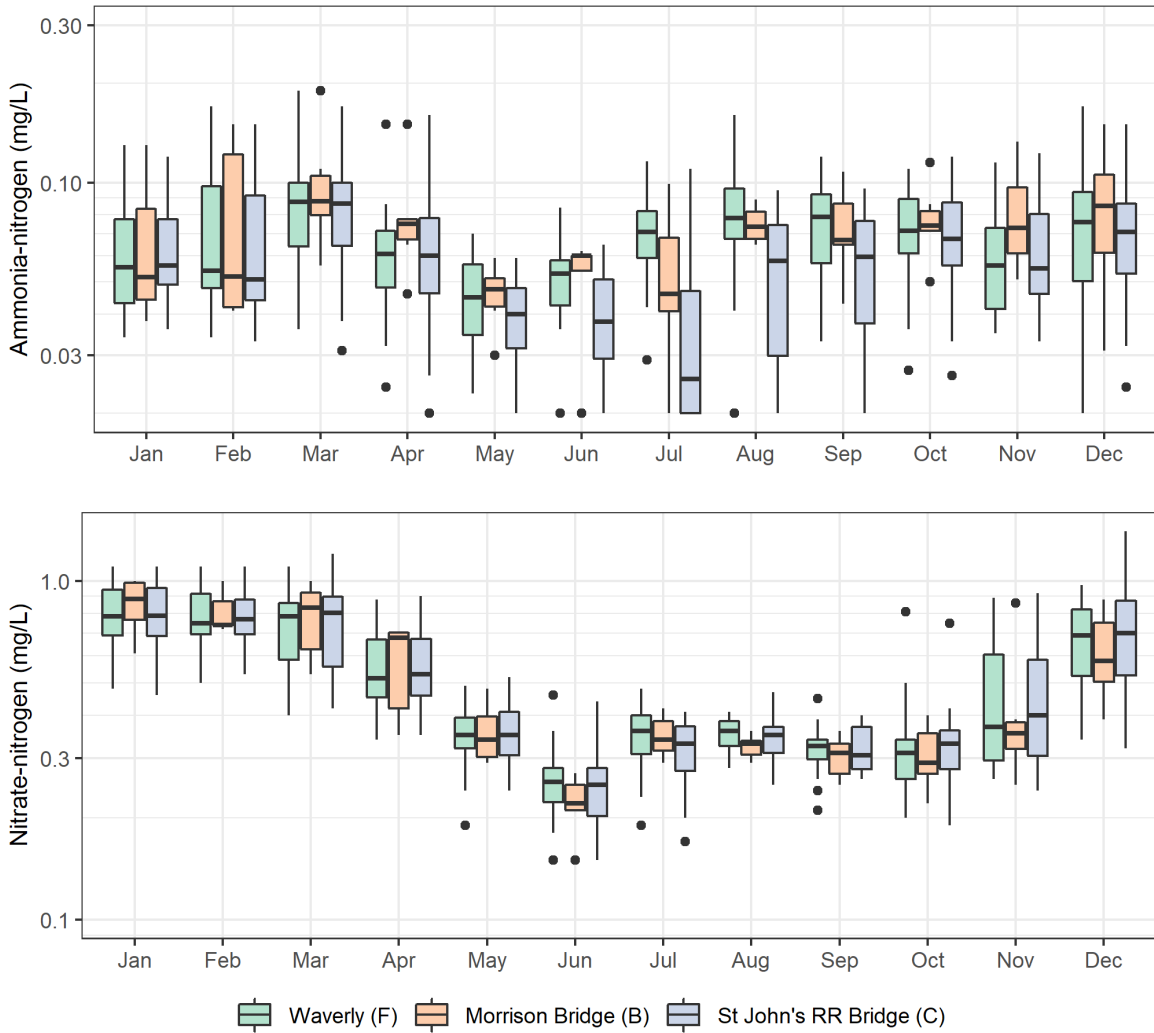 Ammonia-nitrogen (mg/L)
0.30
0.10
0.03
Jan Feb Mar Apr May Jun Jul Aug Sep Oct Nov Dec
Nitrate-nitrogen (mg/L)
1.0
0.3
0.1
Jan Feb Mar Apr May Jun Jul Aug Sep Oct Nov Dec
Waverly (F) Morrison Bridge (B) St John's RR Bridge (C)